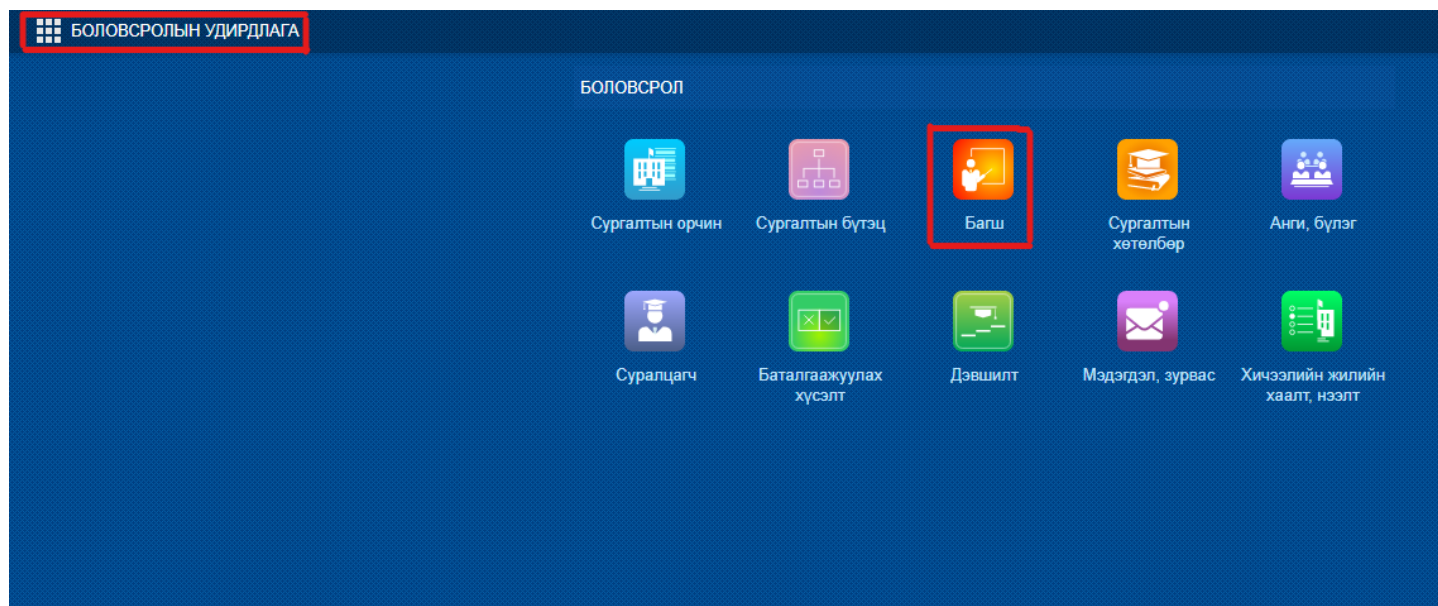 БОЛОВСРОЛЫН УДИРДЛАГА
БОЛОВСРОЛ
Сургалтын орчин
Сургалтын бүтэц
Багш
Сургалтын
хөтөлбөр
Анги, бүлэг
Суралцагч
Баталгаажуулах
хүсэлт
Дэвшилт
Мэдэгдэл, зурвас
Хичээлийн жилийн
хаалт, нээлт